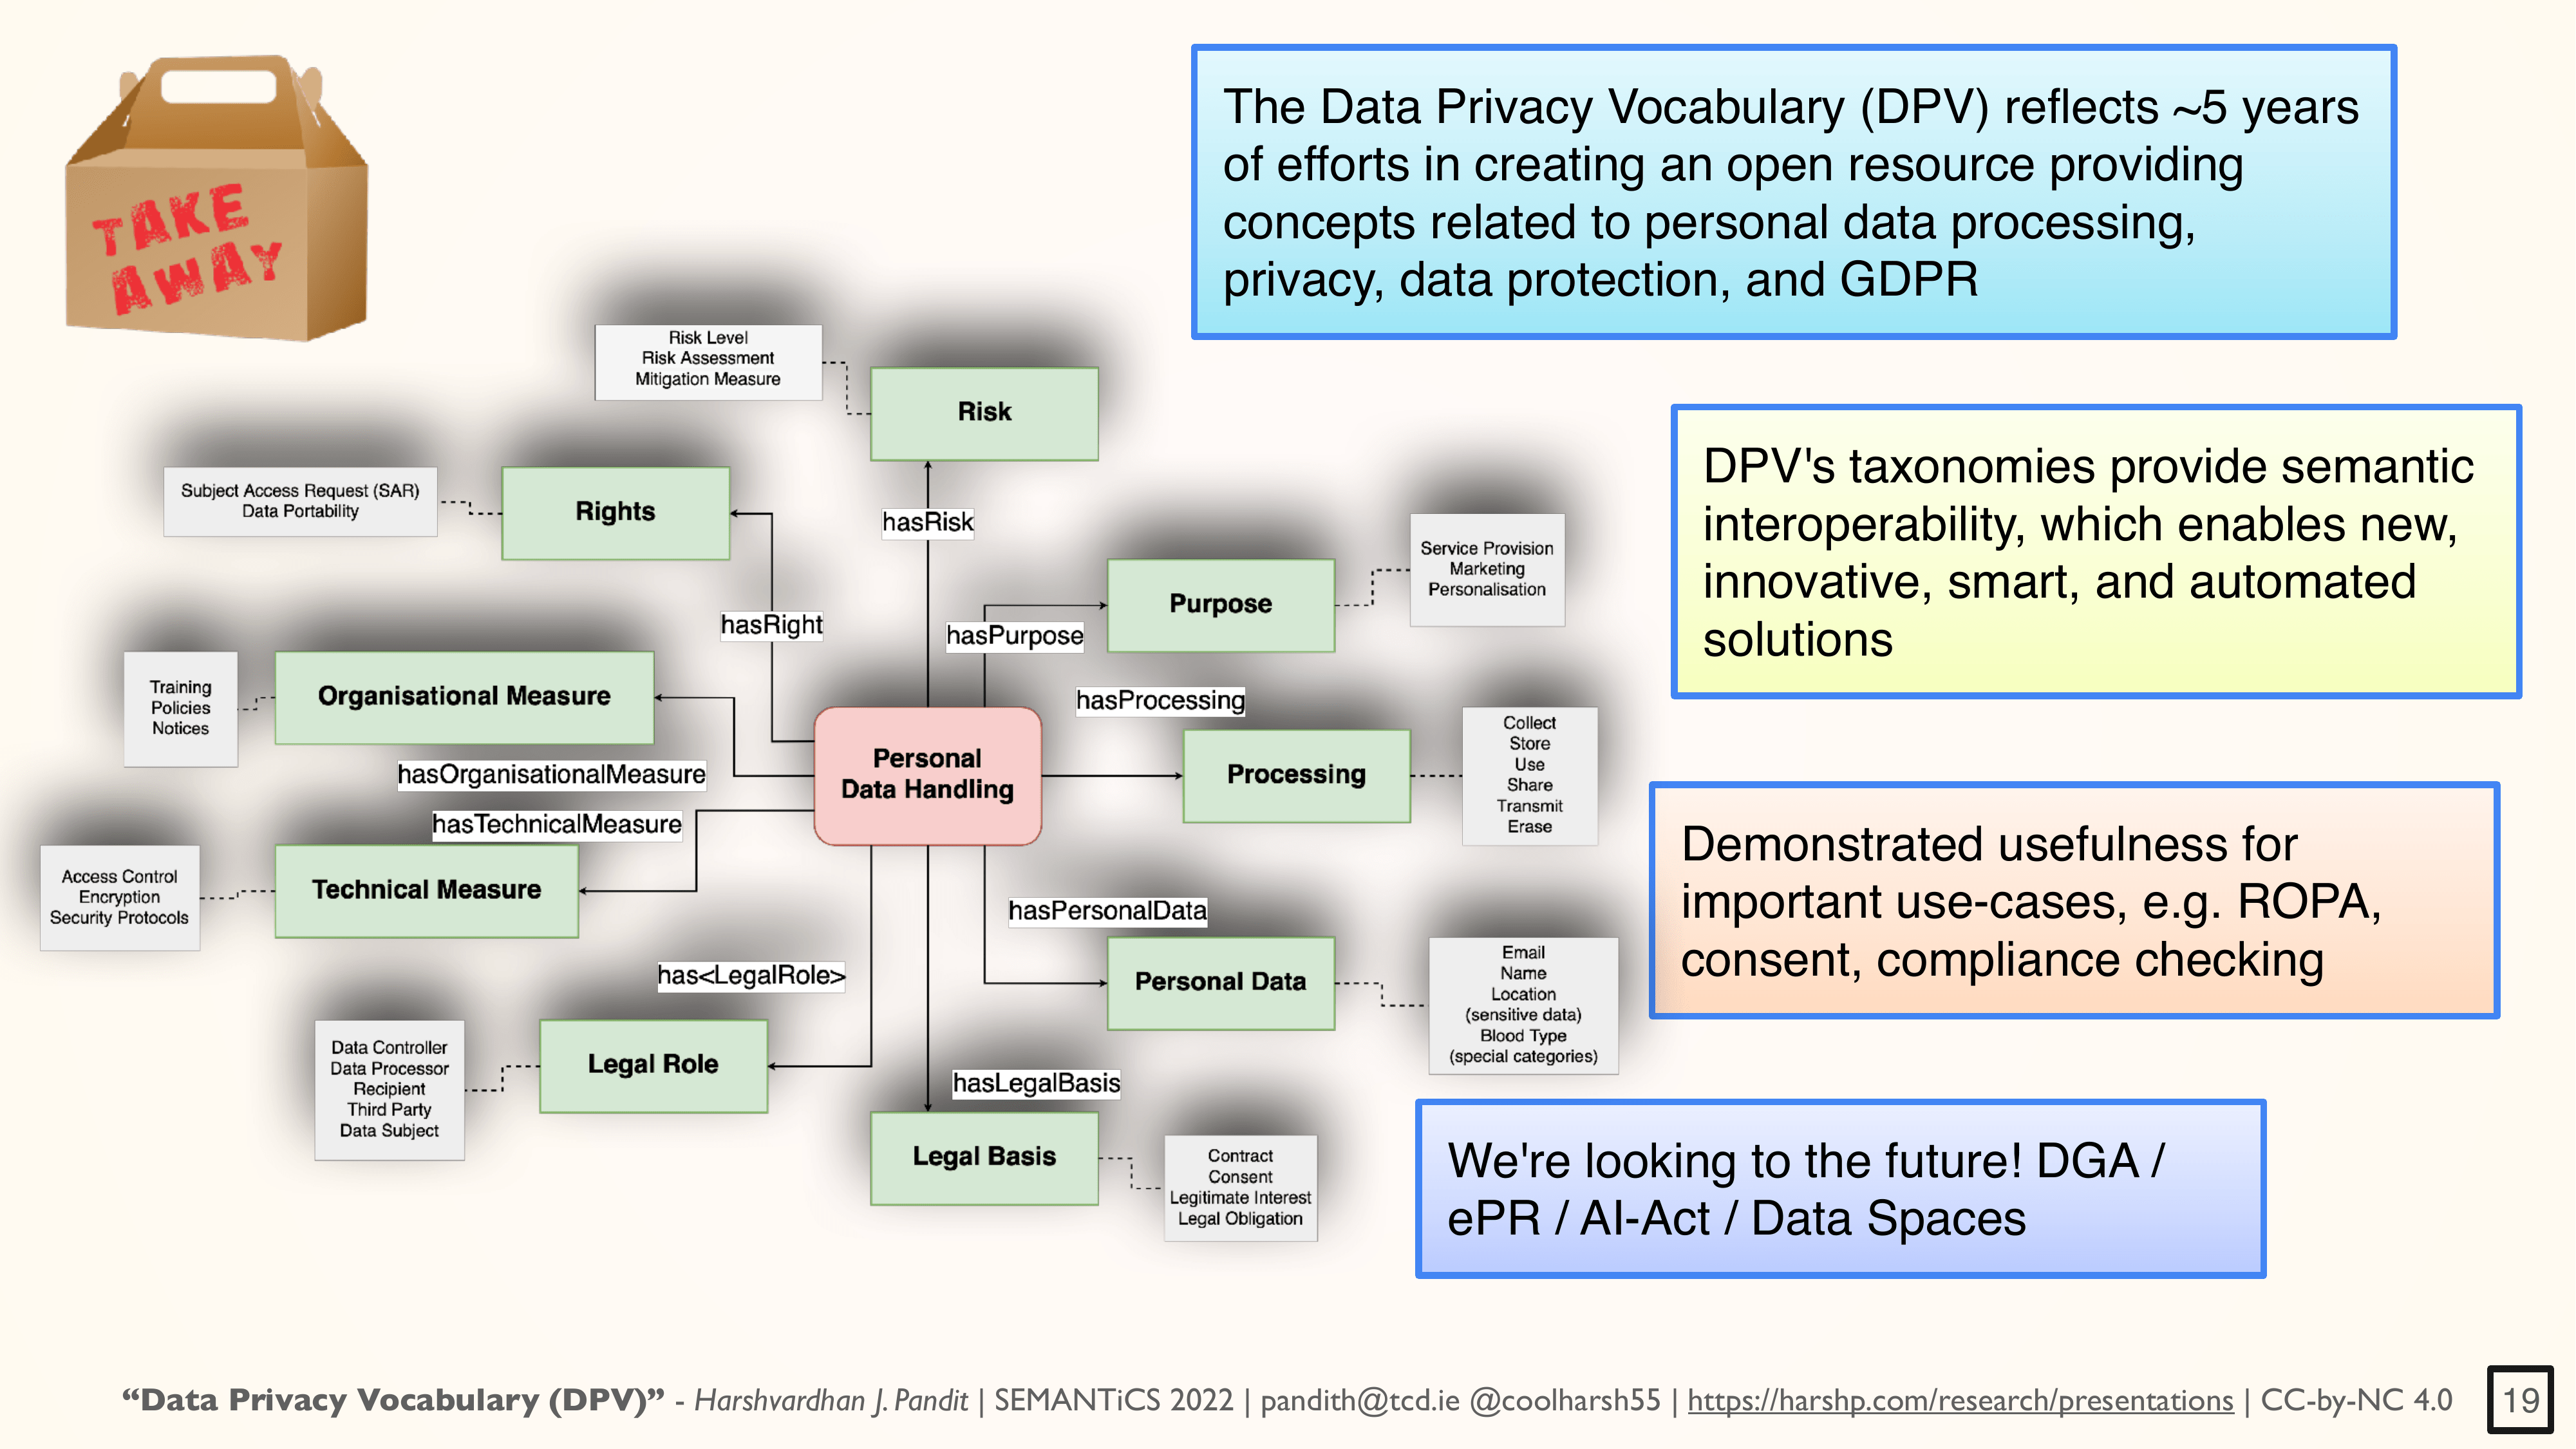 TAKE
AWAY
The Data Privacy Vocabulary (DPV) reflects ~5 years
of efforts in creating an open resource providing
concepts related to personal data processing,
privacy, data protection, and GDPR
Risk Level
Risk Assessment
Mitigation Measure
Risk
Subject Access Request (SAR)
Data Portability
Rights
hasRisk
hasRight
hasPurpose
Purpose
Service Provision
Marketing
Personalisation
DPV's taxonomies provide semantic
interoperability, which enables new,
innovative, smart, and automated
solutions
Training
Policies
Notices
Organisational Measure
hasOrganisationalMeasure
hasProcessing
Personal
Data Handling
Processing
Collect
Store
Use
Share
Transmit
Erase
hasTechnicalMeasure
Access Control
Encryption
Security Protocols
Technical Measure
Demonstrated usefulness for
important use-cases, e.g. ROPA,
consent, compliance checking
hasPersonalData
Personal Data
Email
Name
Location
(sensitive data)
Blood Type
(special categories)
has<LegalRole>
Data Controller
Data Processor
Recipient
Third Party
Data Subject
Legal Role
hasLegalBasis
Legal Basis
Contract
Consent
Legitimate Interest
Legal Obligation
We're looking to the future! DGA /
ePR / AI-Act / Data Spaces
“Data Privacy Vocabulary (DPV)” - Harshvardhan J. Pandit | SEMANTiCS 2022 | pandith@tcd.ie @coolharsh55 | https://harshp.com/research/presentations | CC-by-NC 4.0
19